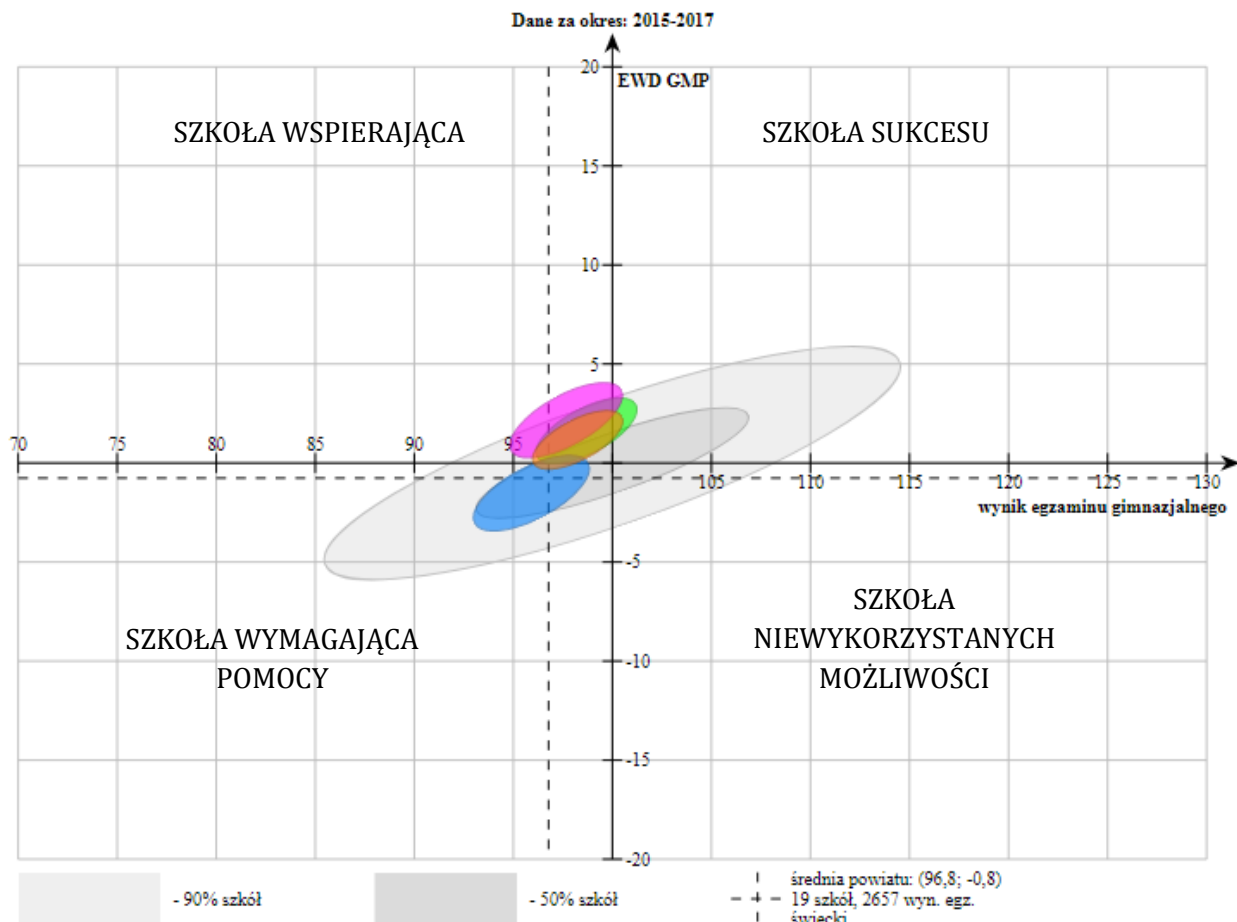 Dane za okres: 2015-2017
20
EWD GMP
SZKOŁA WSPIERAJĄCA
SZKOŁA SUKCESU
15
10
5
70 75 80 85 90 95
105 110 115 120 125 130
wynik egzaminu gimnazjalnego
-5
SZKOŁA WYMAGAJĄCA
POMOCY
SZKOŁA
NIEWYKORZYSTANYCH
MOŻLIWOŚCI
-10
-15
-20
- 90% szkół
- 50% szkół
średnia powiatu: (96,8; -0,8)
19 szkół, 2657 wyn. egz.
świecki